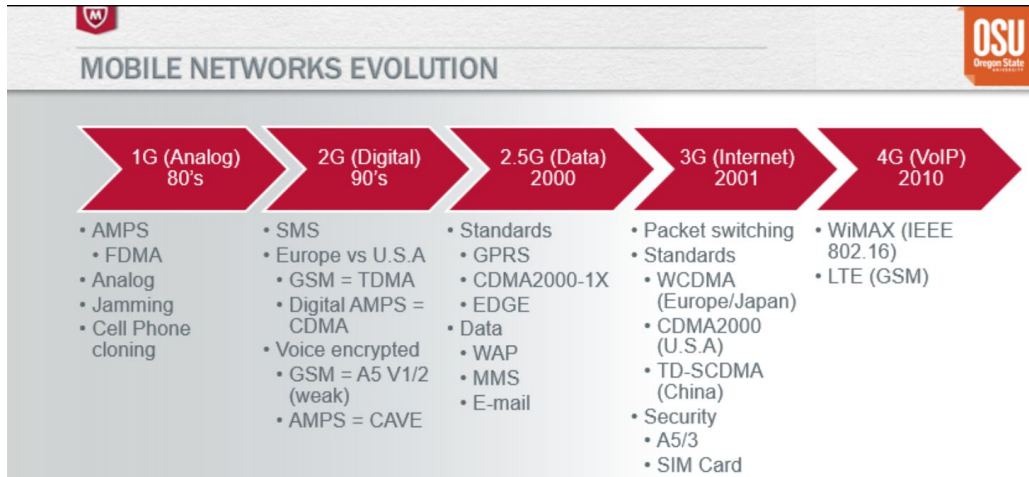 M
OSU
Oregon State
UNIVERSITY
MOBILE NETWORKS EVOLUTION
1G (Analog)
80's
• AMPS
• FDMA
• Analog
• Jamming
• Cell Phone
cloning
2G (Digital)
90's
• SMS
• Europe vs U.S.A
• GSM = TDMA
• Digital AMPS =
CDMA
• Voice encrypted
• GSM = A5 V1/2
(weak)
• AMPS = CAVE
2.5G (Data)
2000
• Standards
• GPRS
• CDMA2000-1X
• EDGE
• Data
• WAP
• MMS
• E-mail
3G (Internet)
2001
• Packet switching
• Standards
• WCDMA
(Europe/Japan)
• CDMA2000
(U.S.A)
• TD-SCDMA
(China)
• Security
• A5/3
• SIM Card
4G (VoIP)
2010
• WiMAX (IEEE
802.16)
• LTE (GSM)